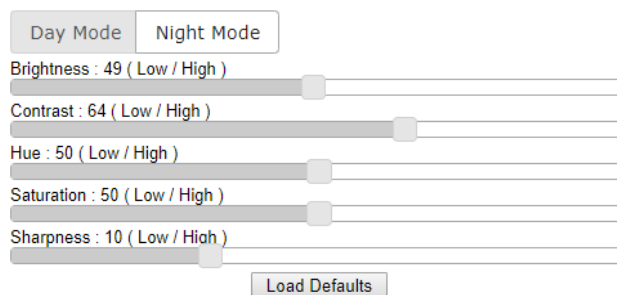 Day Mode Night Mode
Brightness : 49 ( Low / High )
Contrast : 64 ( Low / High )
Hue : 50 ( Low / High )
Saturation : 50 ( Low / High )
Sharpness : 10 ( Low / High )
Load Defaults